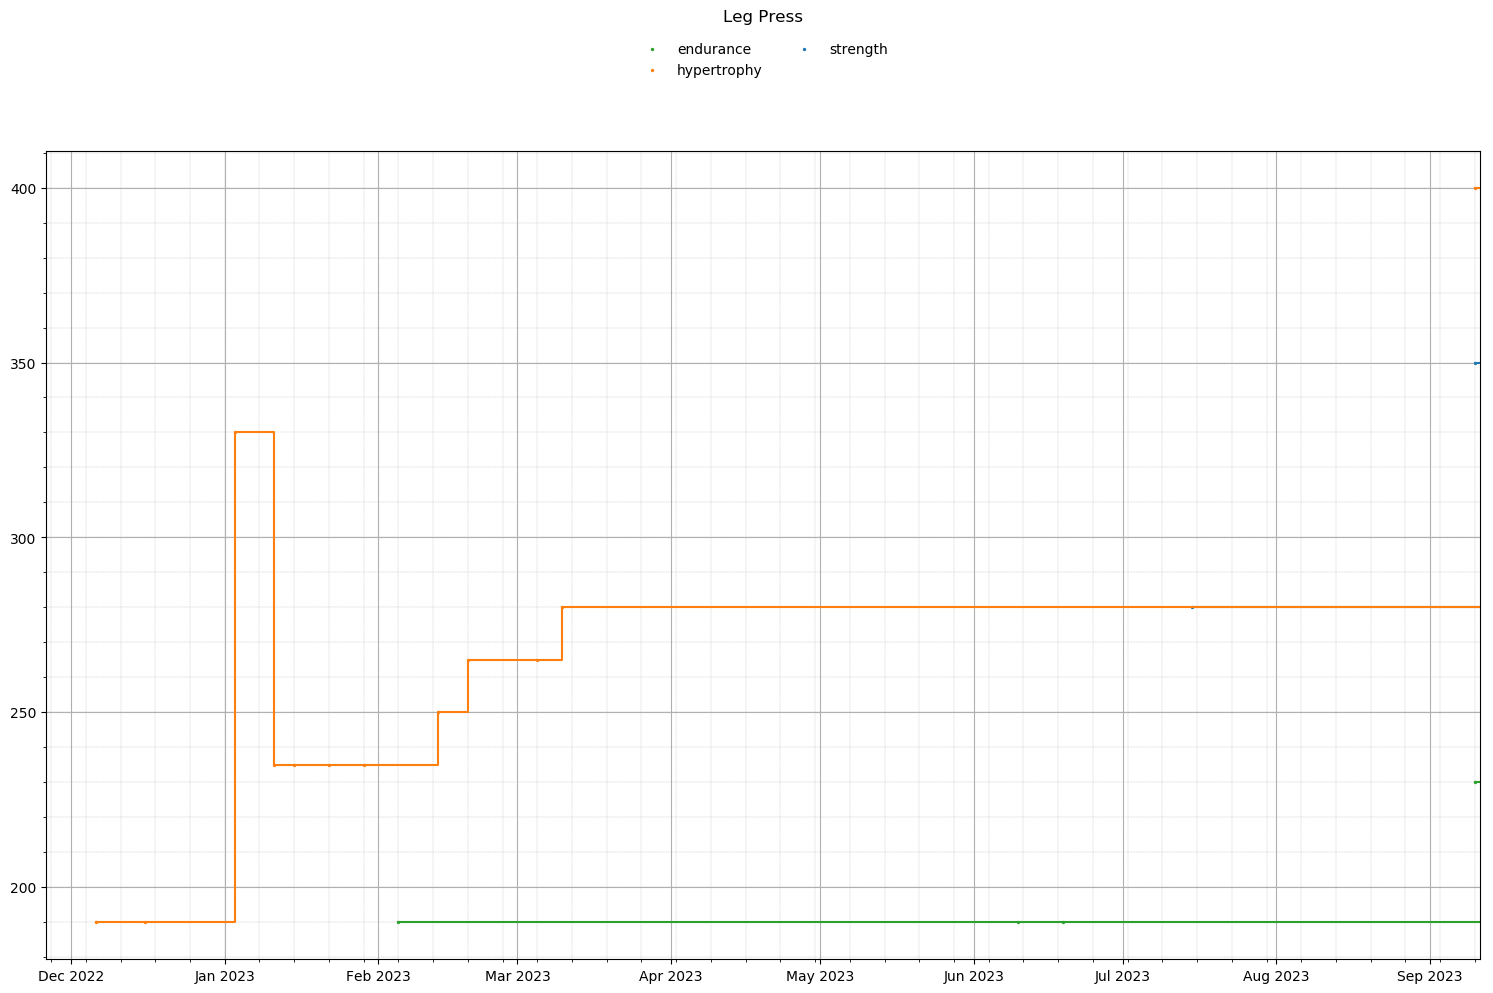 Leg Press
endurance
strength
hypertrophy
400
350
300
250
200
Dec 2022
Jan 2023
Feb 2023
Mar 2023
Apr 2023
May 2023
Jun 2023
Jul 2023
Aug 2023
Sep 2023